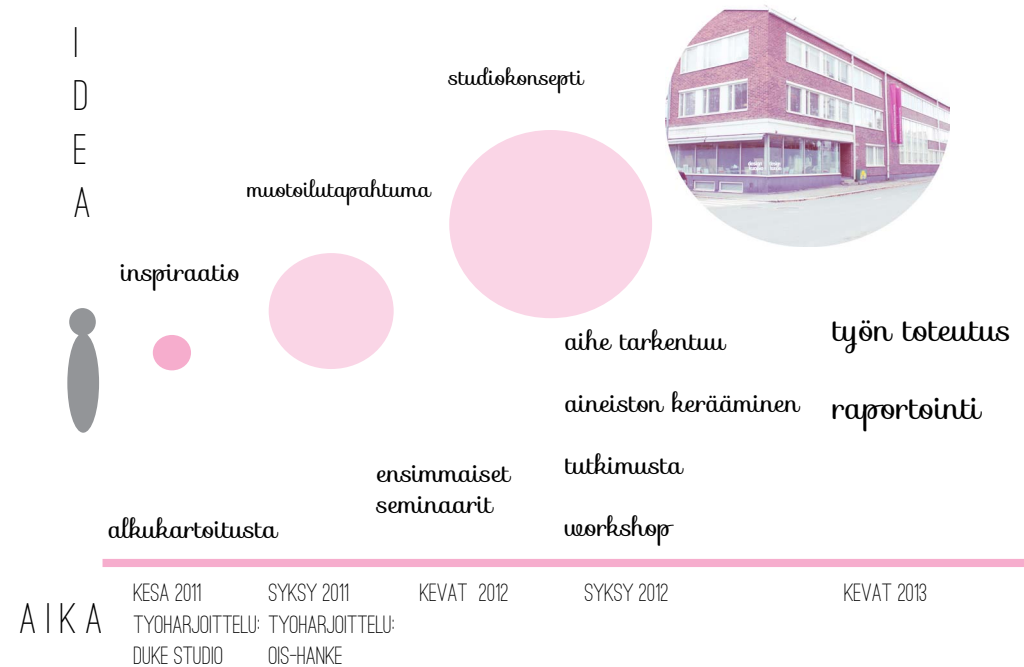 IDEA
studiokonsepti
muotoilutapahtuma
inspiraatio
aihe tarkentuu
työn toteutus
aineiston kerääminen
raportointi
ensimmaiset
seminaarit
tutkimusta
alkukartoitusta
workshop
AIKA
KESA 2011
TYOHARJOITTELU:
DUKE STUDIO
SYKSY 2011
TYOHARJOITTELU:
OIS-HANKE
KEVAT 2012
SYKSY 2012
KEVAT 2013